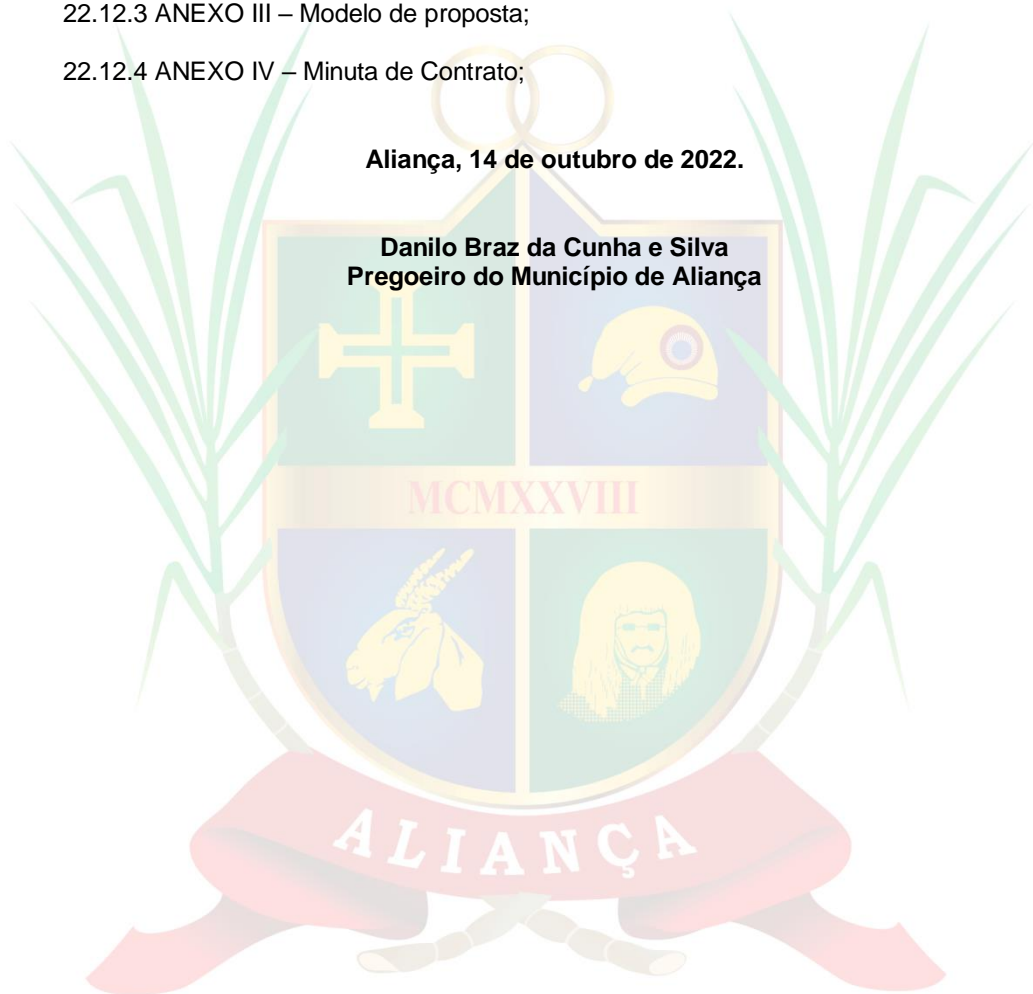 22.12.3 ANEXO III – Modelo de proposta;
22.12.4 ANEXO IV – Minuta de Contrato;
Aliança, 14 de outubro de 2022.
Danilo Braz da Cunha e Silva
Pregoeiro do Município de Aliança
MCMXXVIII
ALIANÇA